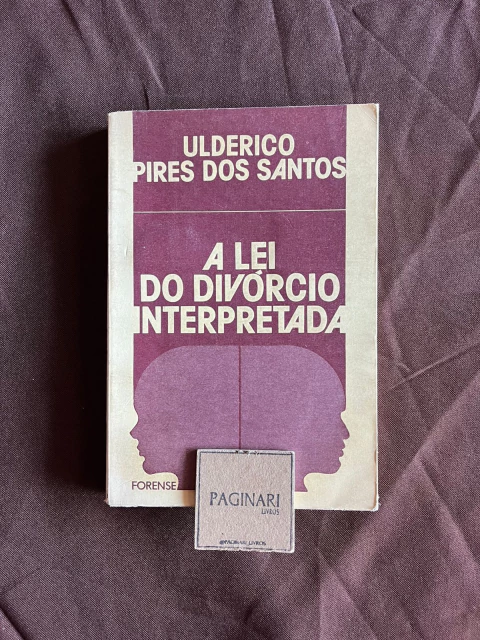 ULDERICO
PIRES DOS SANTOS
A LEI
DO DIVÓRCIO
INTERPRETADA
FORENSE
PAGINARI
LIVROS
@PAGINARI_LIVROS